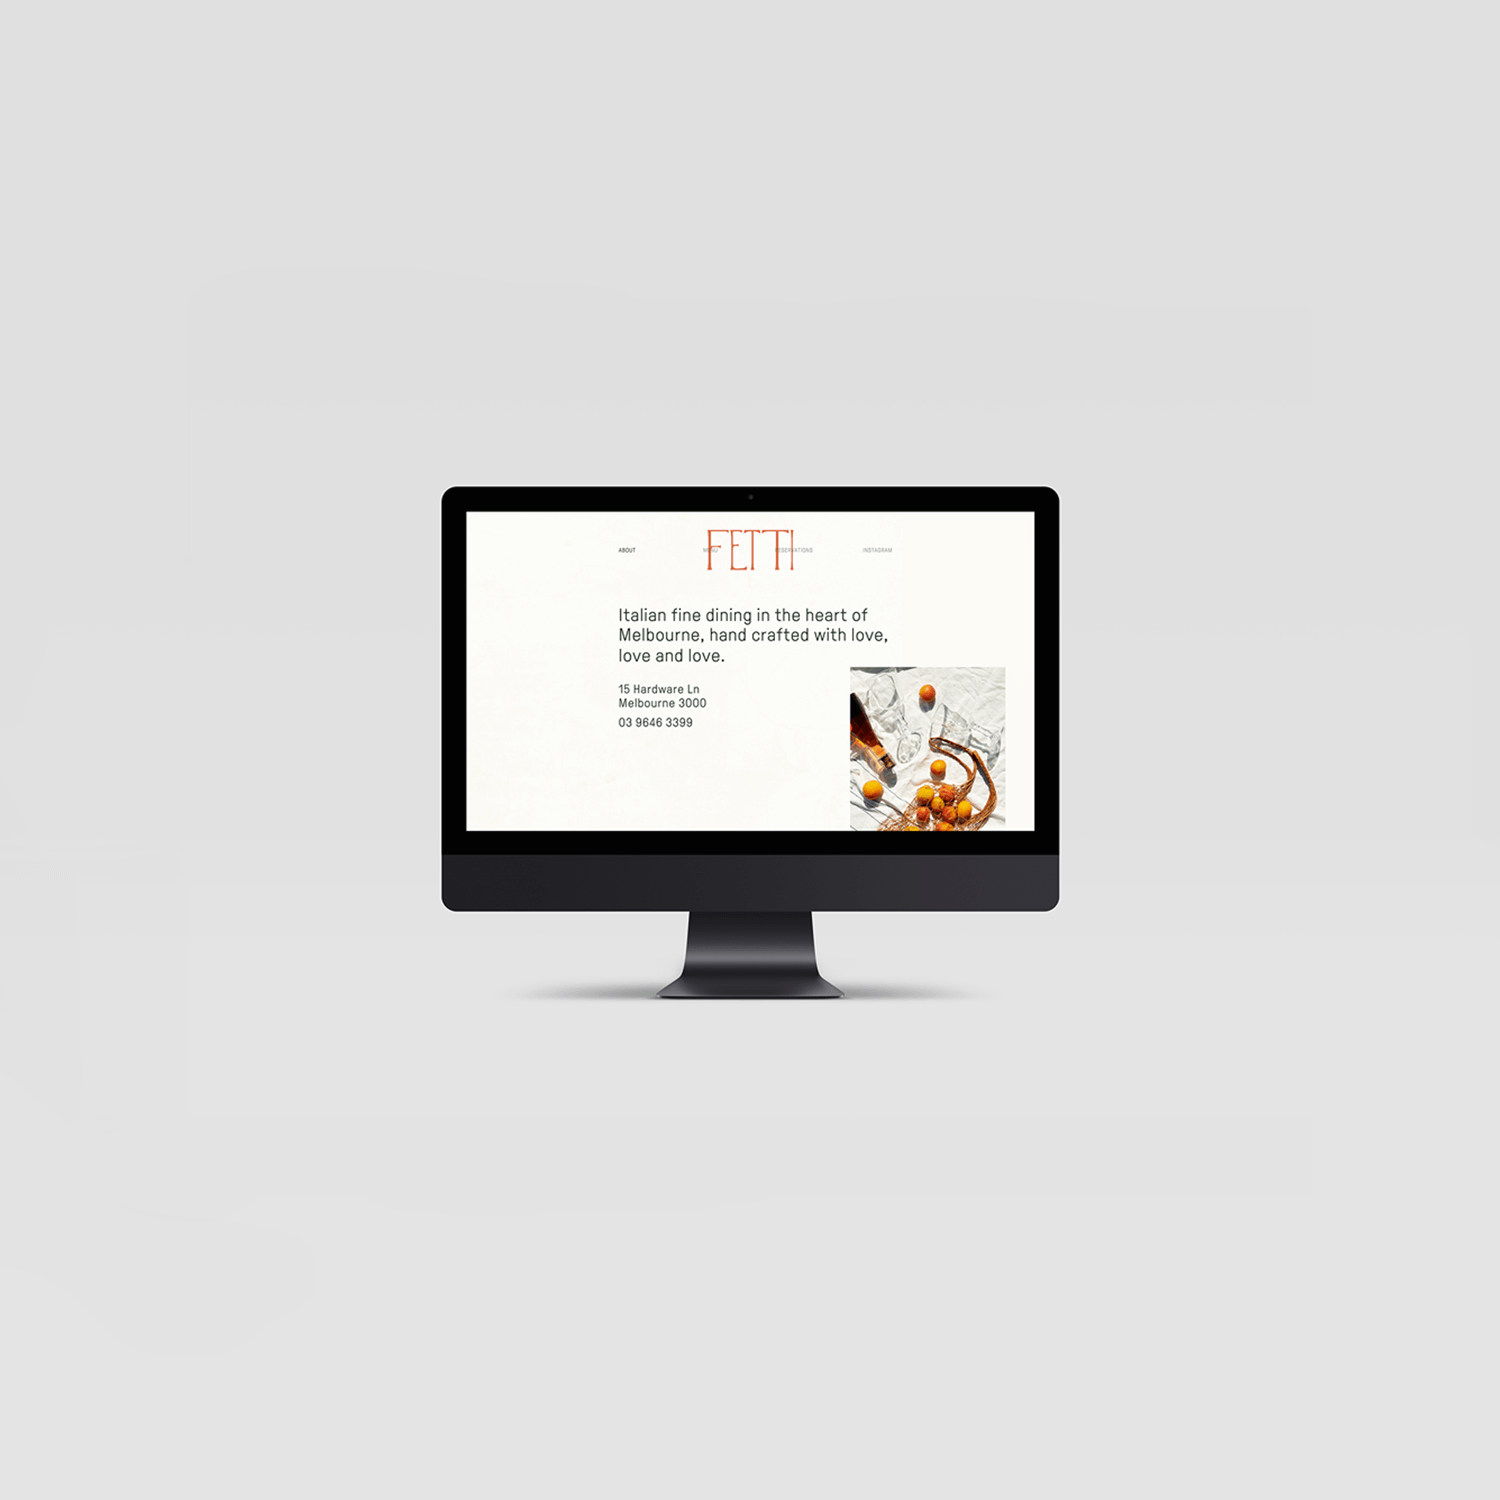 FETTI
ABOUT MENU RESERVATIONS INSTAGRAM
Italian fine dining in the heart of
Melbourne, hand crafted with love,
love and love.
15 Hardware Ln
Melbourne 3000
03 9646 3399